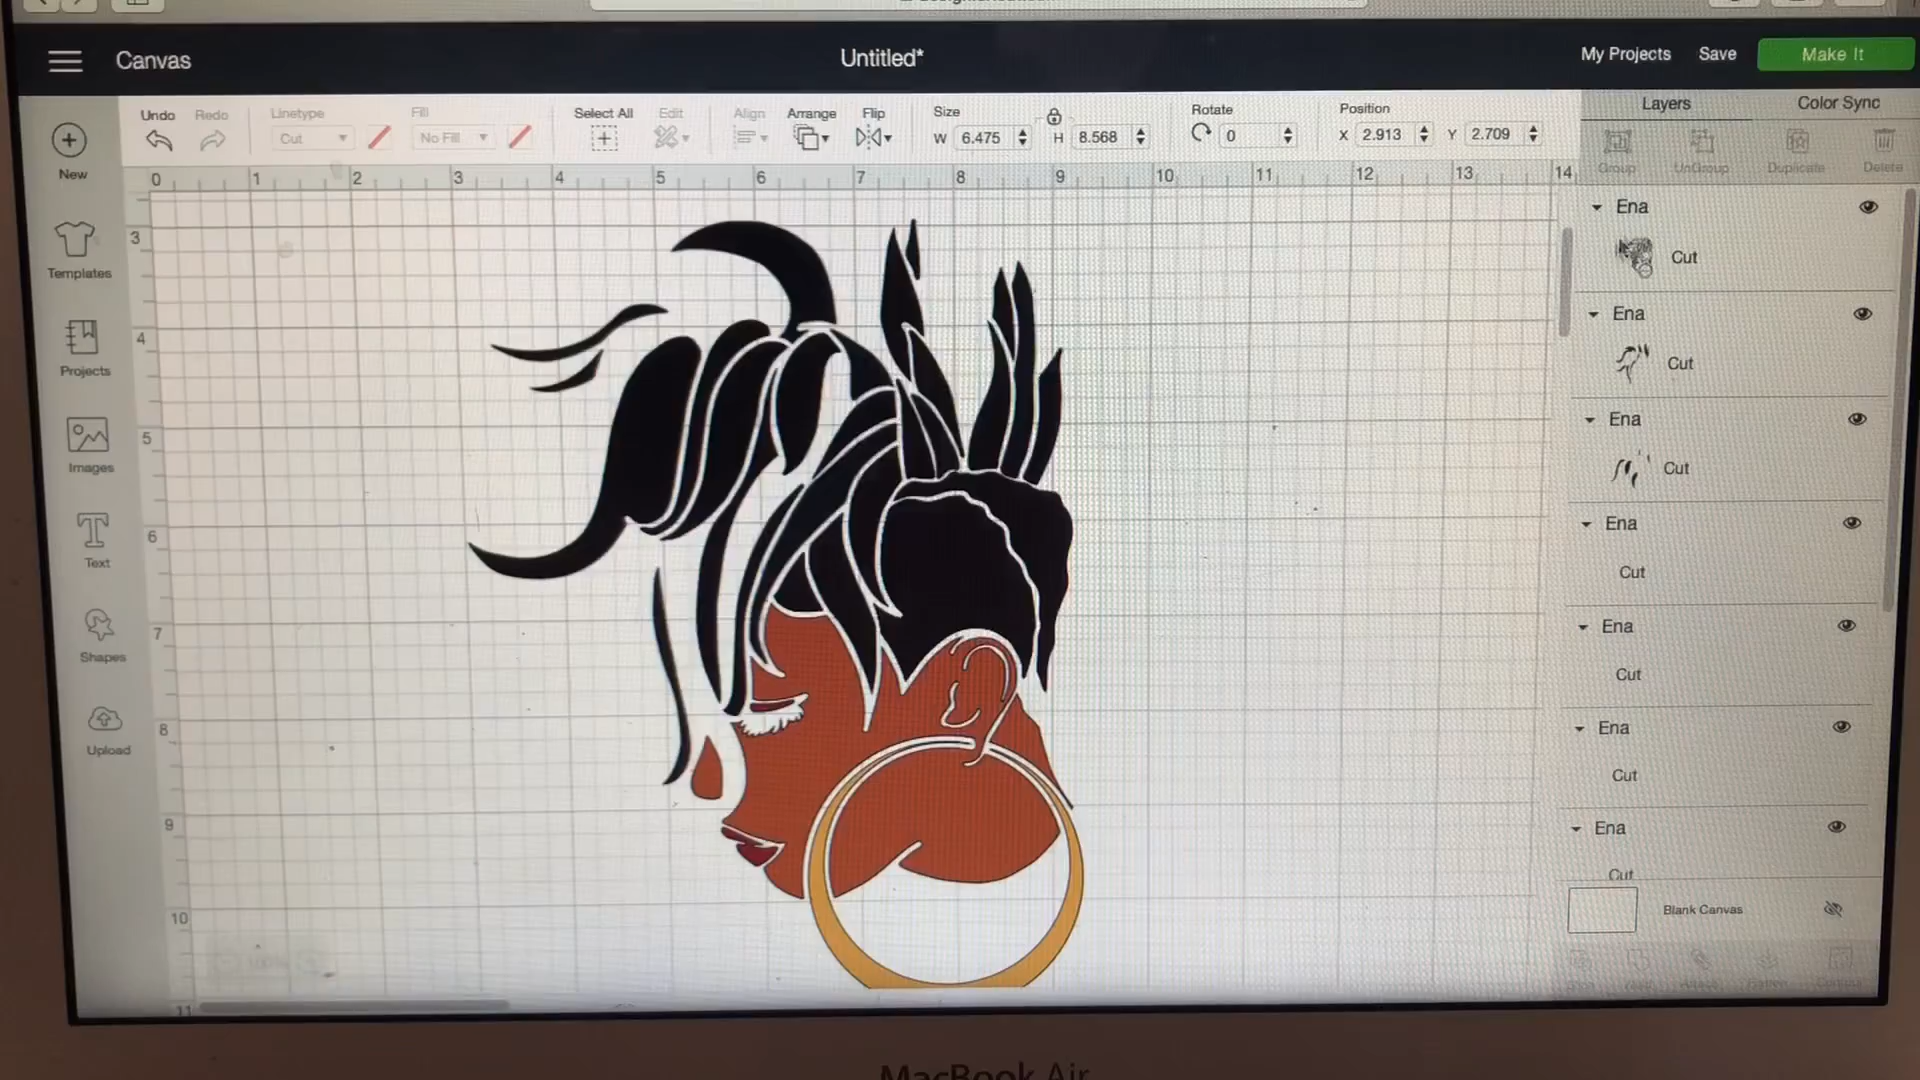 Canvas
Untitled*
My Projects
Save
Make It
Undo
Redo
Linetype
Cut
Fill
No Fill
Select All
Edit
Align
Arrange
Flip
Size
W 6.475
H 8.568
Rotate
0
Position
X 2.913
Y 2.709
Layers
Color Sync
Group
UnGroup
Duplicate
Delete
New
Templates
Projects
Images
Text
Shapes
Upload
0 1 2 3 4 5 6 7 8 9 10 11 12 13 14
3
4
5
6
7
8
9
10
11
Ena
Cut
Ena
Cut
Ena
Cut
Ena
Cut
Ena
Cut
Ena
Cut
Ena
Cut
Blank Canvas
100%
MacBook Air